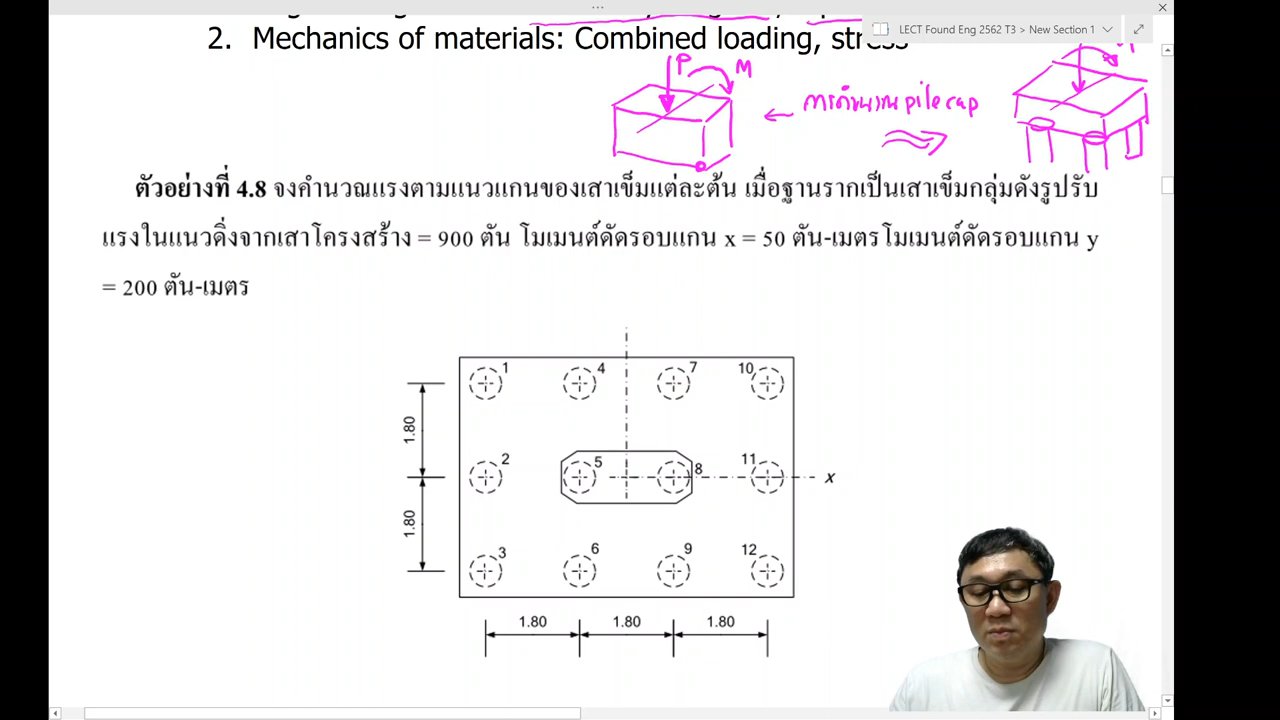 LECT Found Eng 2562 T3 > New Section 1
2. Mechanics of materials: Combined loading, stress
P M
pile cap
ตัวอย่างที่ 4.8 จงคำนวณแรงตามแนวแกนของเสาเข็มแต่ละต้น เมื่อฐานรากเป็นเสาเข็มกลุ่มดังรูปรับ
แรงในแนวดิ่งจากเสาโครงสร้าง = 900 ตัน โมเมนต์ดัดรอบแกน x = 50 ตัน-เมตร โมเมนต์ดัดรอบแกน y
= 200 ตัน-เมตร
1 4 7 10
1.80
2 5 8 11 x
1.80
3 6 9 12
1.80 1.80 1.80